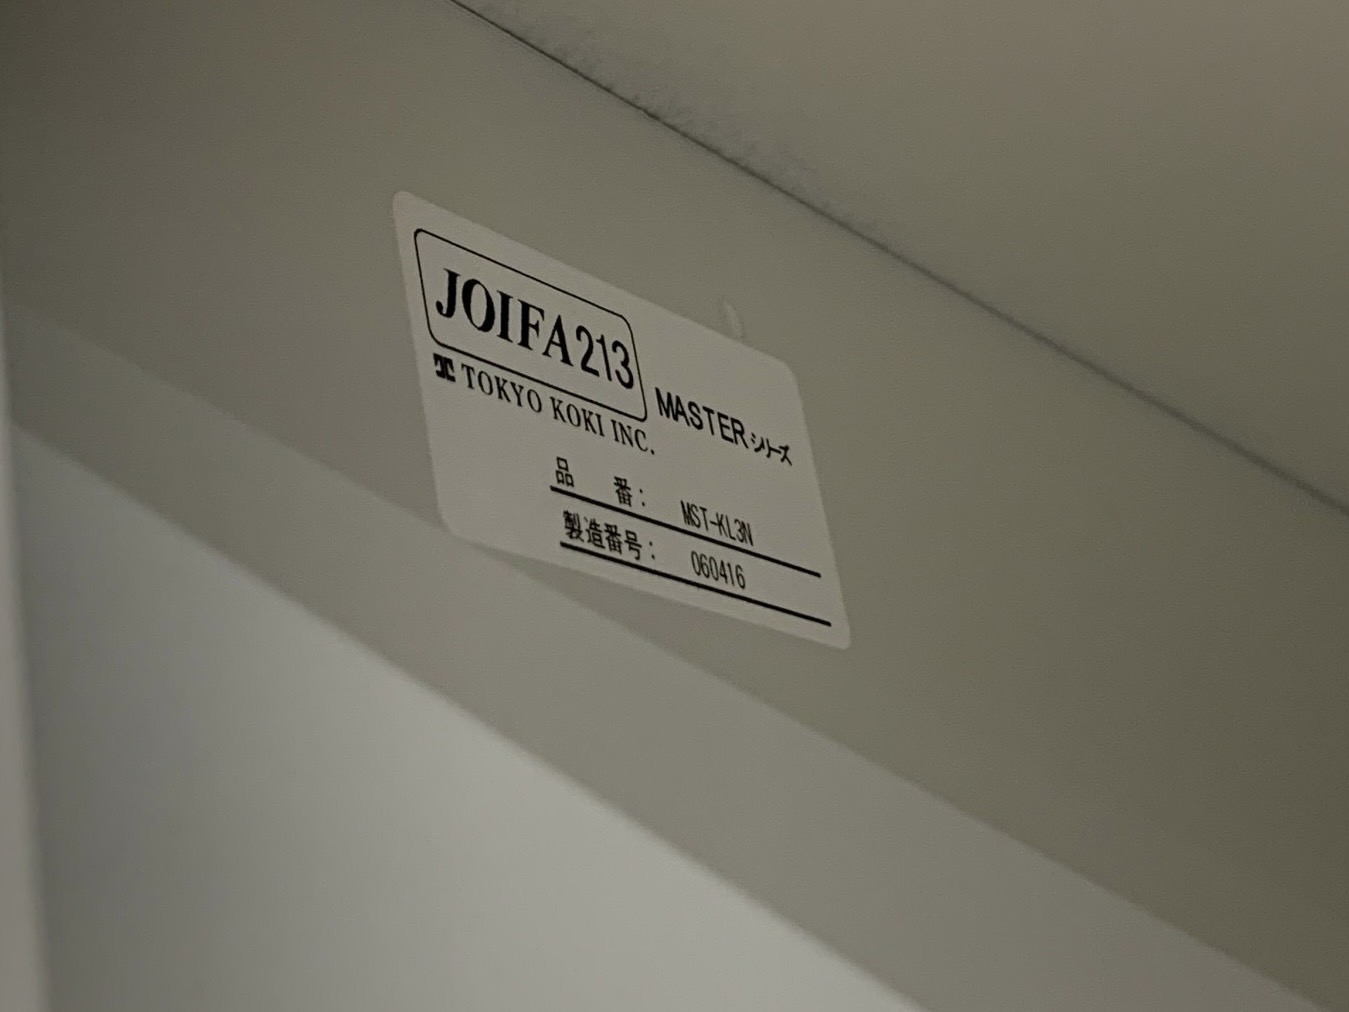 JOIFA213
TOKYO KOKI INC.
MASTERシリーズ
品 番: MST-KL3N
製造番号: 060416